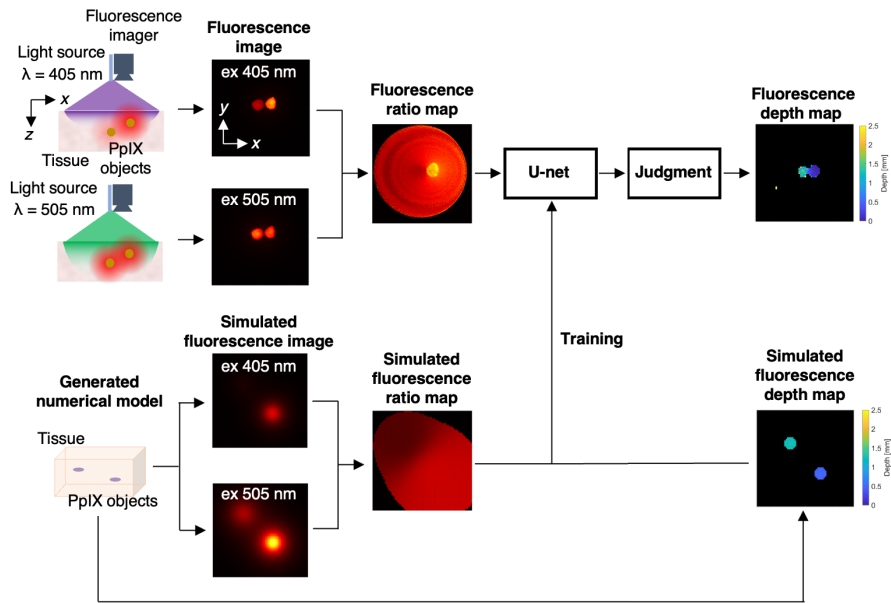 Fluorescence
imager
Light source
λ = 405 nm
x
z
Tissue
PpIX
objects
Light source
λ = 505 nm
Fluorescence
image
ex 405 nm
y
x
ex 505 nm
Fluorescence
ratio map
U-net
Judgment
Fluorescence
depth map
2.5
2
1.5
1
0.5
0
Depth [mm]
Training
Generated
numerical model
Tissue
PpIX objects
Simulated
fluorescence image
ex 405 nm
ex 505 nm
Simulated
fluorescence
ratio map
Simulated
fluorescence
depth map
2.5
2
1.5
1
0.5
0
Depth [mm]